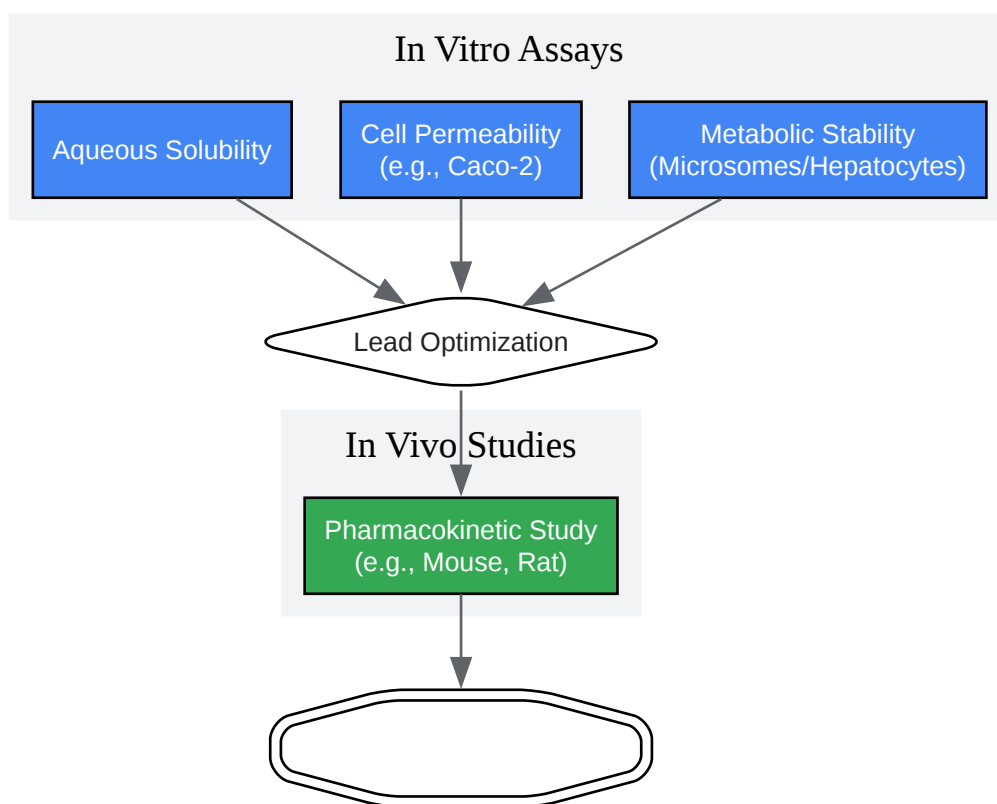 In Vitro Assays
Aqueous Solubility
Cell Permeability
(e.g., Caco-2)
Metabolic Stability
(Microsomes/Hepatocytes)
Lead Optimization
In Vivo Studies
Pharmacokinetic Study
(e.g., Mouse, Rat)